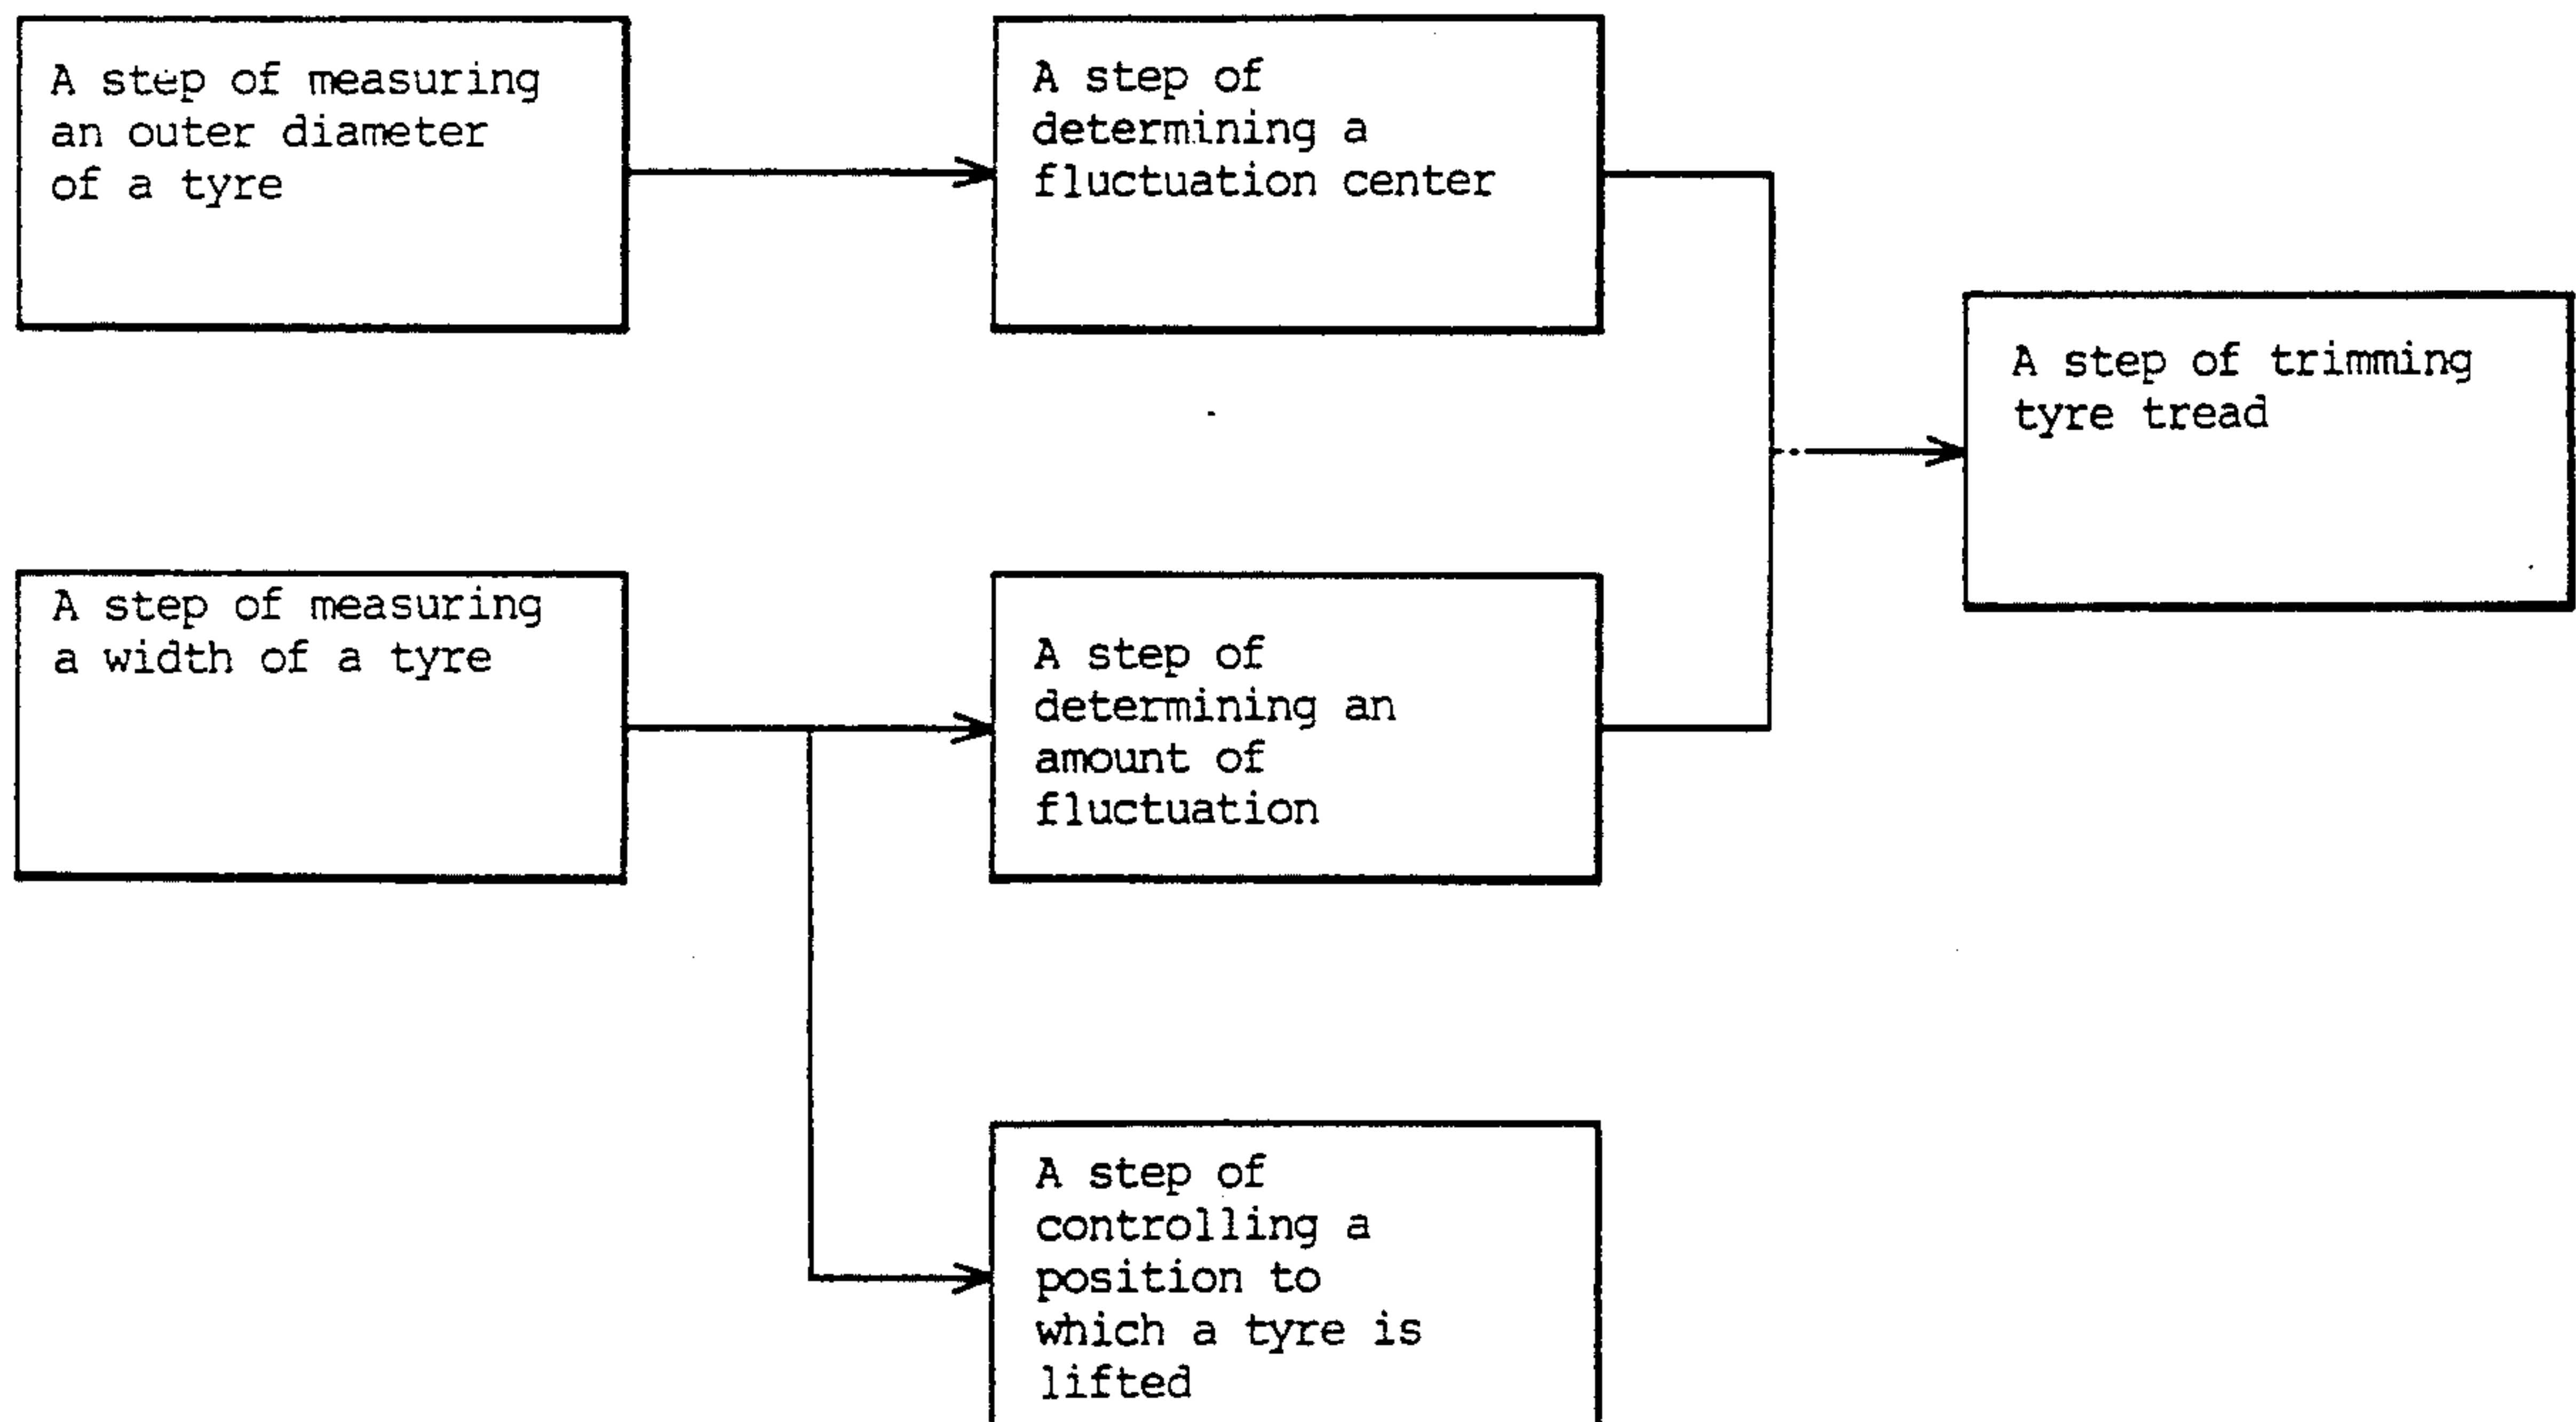 A step of measuring
an outer diameter
of a tyre
A step of
determining a
fluctuation center
A step of trimming
tyre tread
A step of measuring
a width of a tyre
A step of
determining an
amount of
fluctuation
A step of
controlling a
position to
which a tyre is
lifted